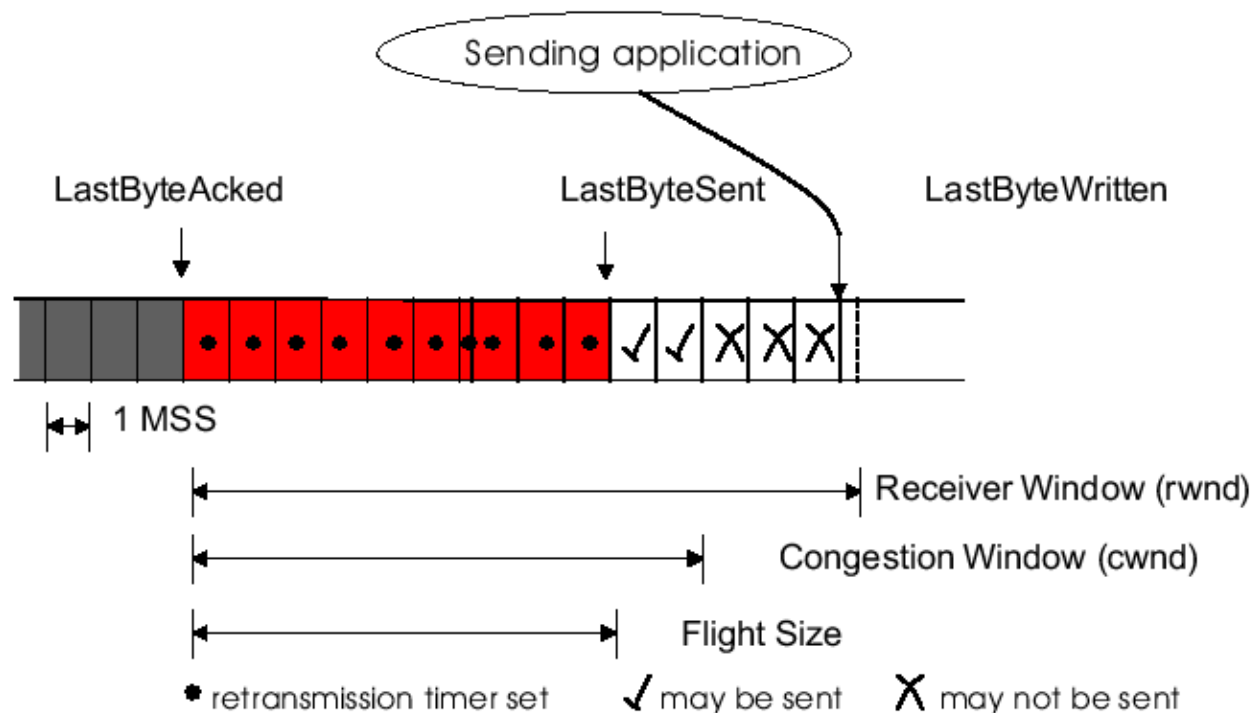 Sending application
LastByteAcked
LastByteSent
LastByteWritten
1 MSS
Receiver Window (rwnd)
Congestion Window (cwnd)
Flight Size
retransmission timer set
may be sent
may not be sent